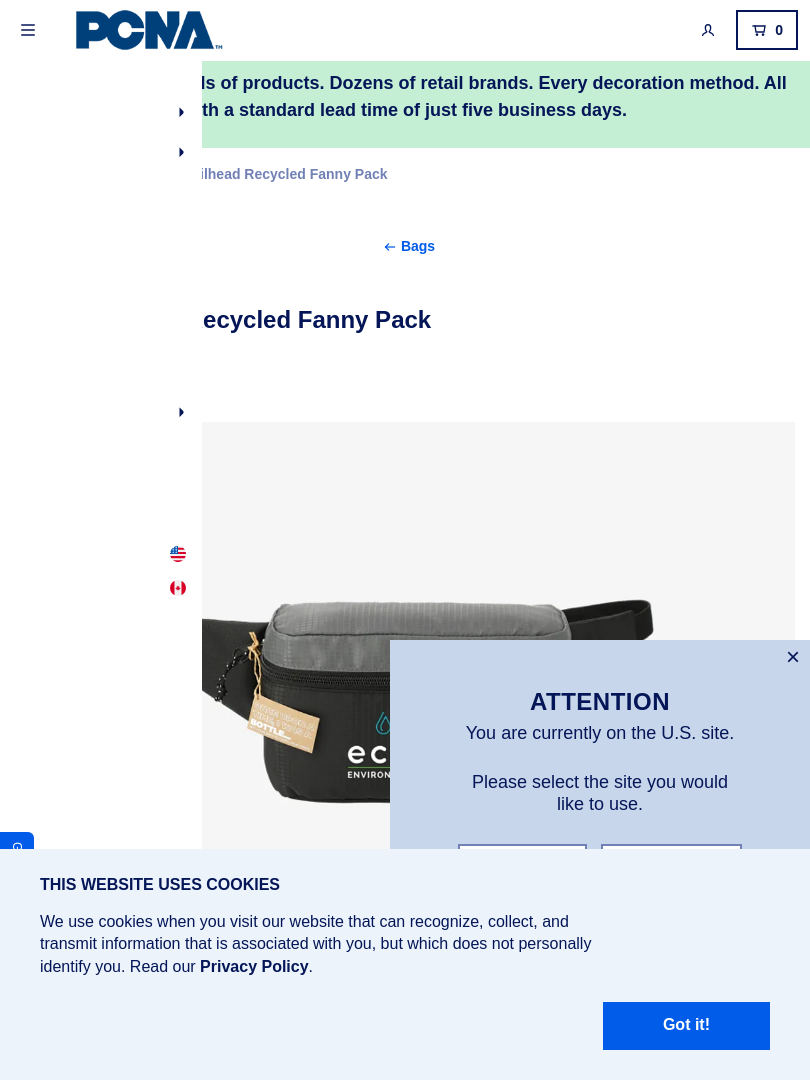 PCNA™
0
ls of products. Dozens of retail brands. Every decoration method. All
th a standard lead time of just five business days.
ilhead Recycled Fanny Pack
← Bags
ecycled Fanny Pack
BOTTLE
ec
ENVIRON
ATTENTION
You are currently on the U.S. site.
Please select the site you would
like to use.
THIS WEBSITE USES COOKIES
We use cookies when you visit our website that can recognize, collect, and
transmit information that is associated with you, but which does not personally
identify you. Read our Privacy Policy.
Got it!